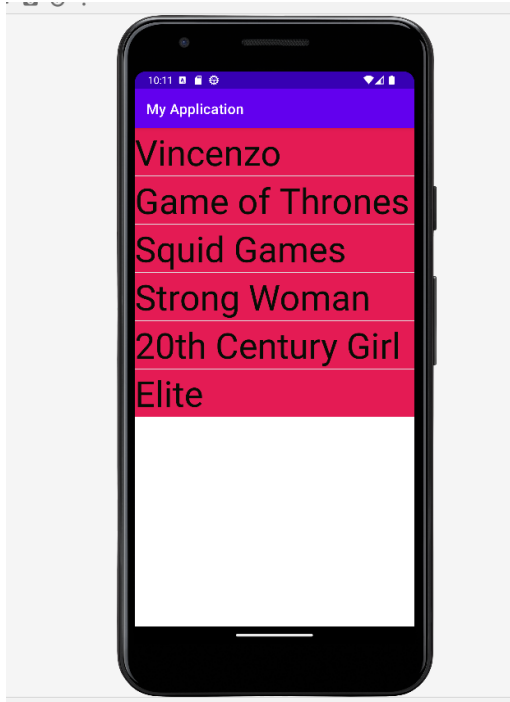 10:11
My Application
Vincenzo
Game of Thrones
Squid Games
Strong Woman
20th Century Girl
Elite